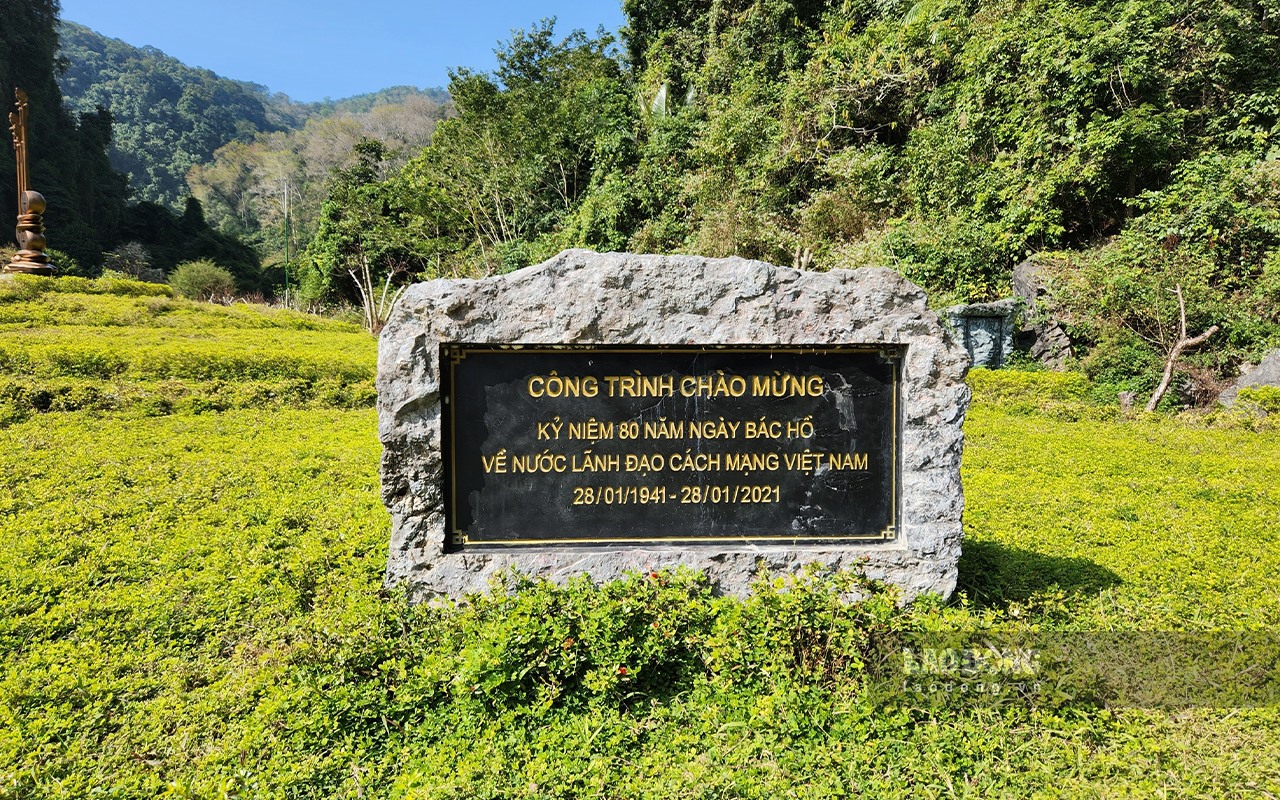 CÔNG TRÌNH CHÀO MỪNG
KỶ NIỆM 80 NĂM NGÀY BÁC HỒ
VỀ NƯỚC LÃNH ĐẠO CÁCH MẠNG VIỆT NAM
28/01/1941 - 28/01/2021
LAO ĐỘNG
laodong.vn